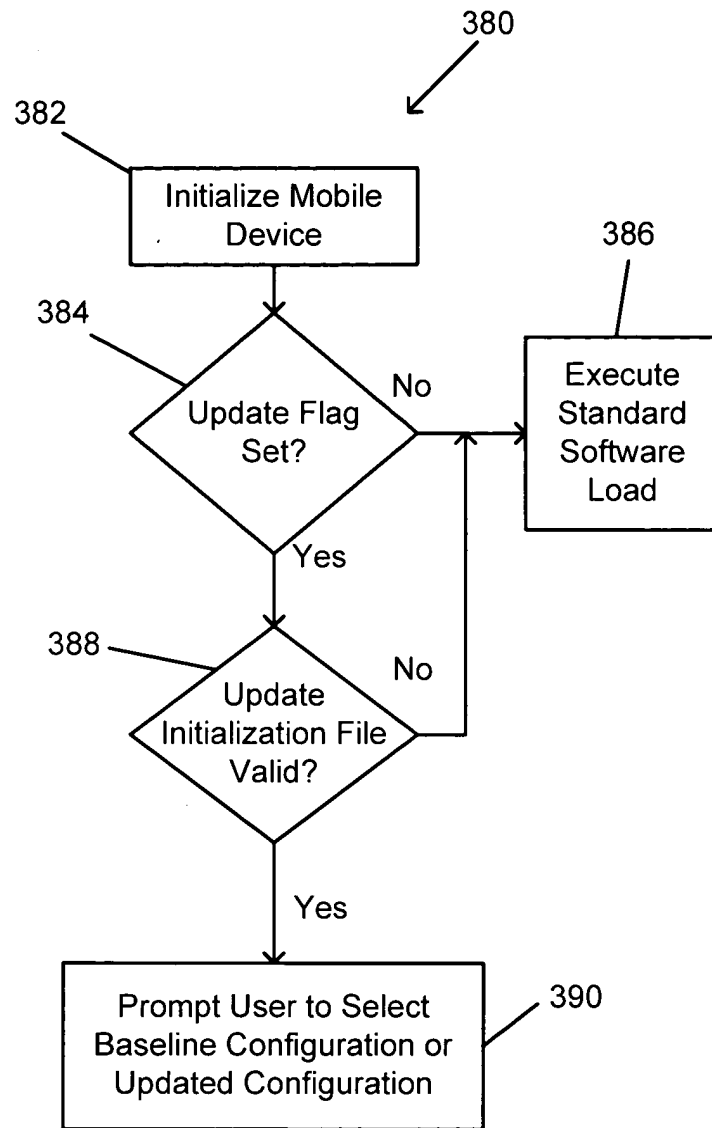 380
382
Initialize Mobile
Device
386
384
Execute
Standard
Software
Load
No
Update Flag
Set?
Yes
388
No
Update
Initialization File
Valid?
Yes
390
Prompt User to Select
Baseline Configuration or
Updated Configuration